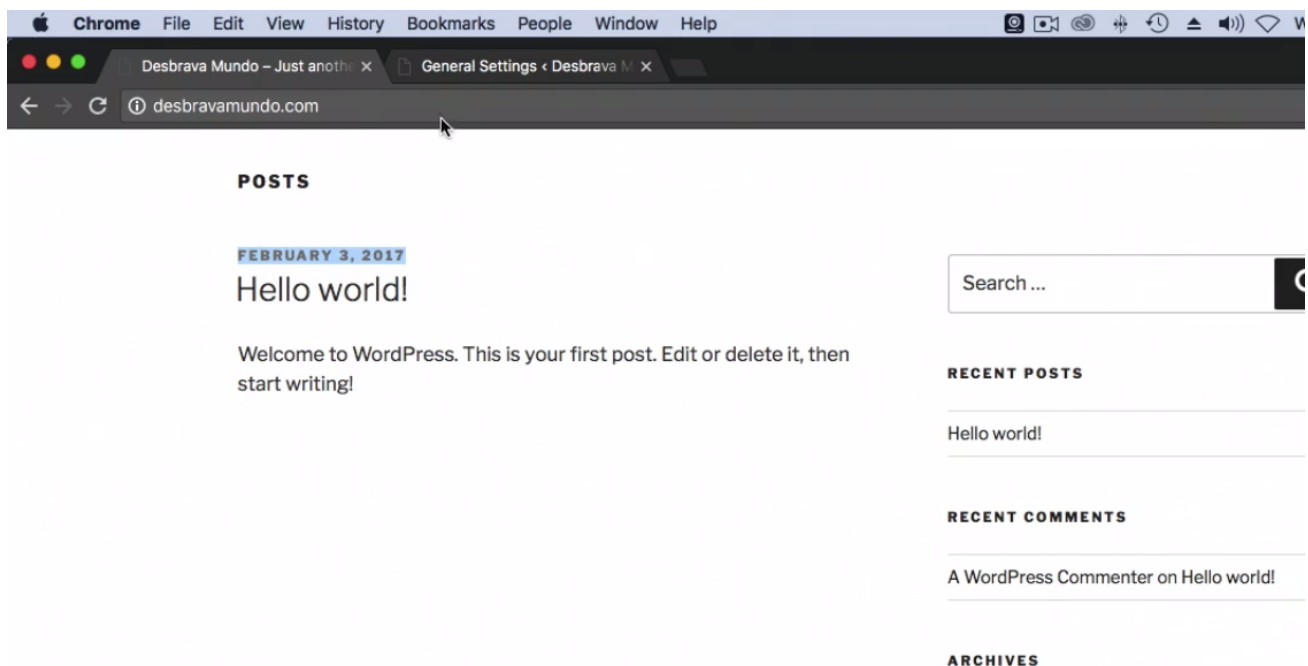 Chrome File Edit View History Bookmarks People Window Help
Desbrava Mundo – Just anothe
General Settings ‹ Desbrava M
desbravamundo.com
POSTS
FEBRUARY 3, 2017
Hello world!
Welcome to WordPress. This is your first post. Edit or delete it, then
start writing!
Search ...
RECENT POSTS
Hello world!
RECENT COMMENTS
A WordPress Commenter on Hello world!
ARCHIVES